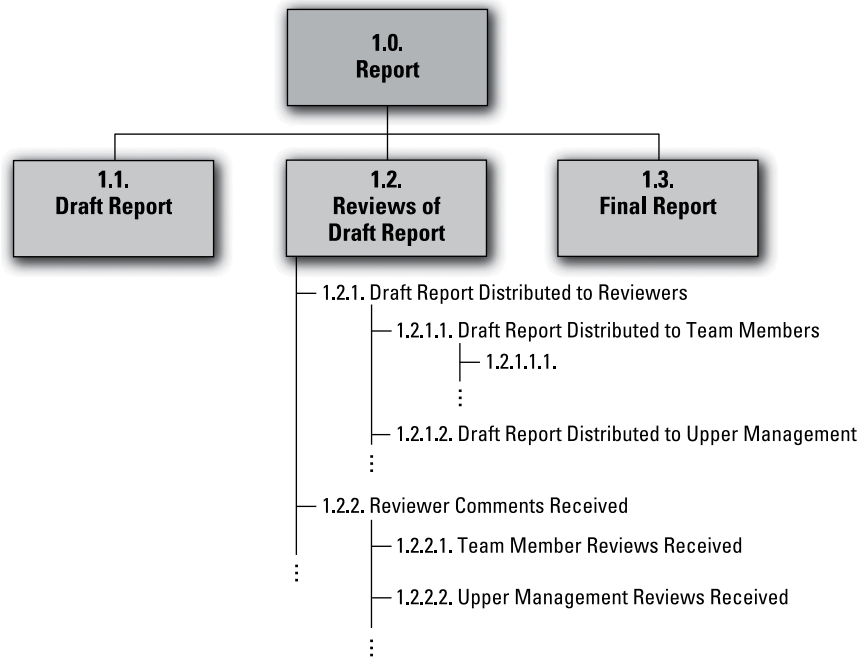 1.0.
Report
1.1.
Draft Report
1.2.
Reviews of
Draft Report
1.3.
Final Report
1.2.1. Draft Report Distributed to Reviewers
1.2.1.1. Draft Report Distributed to Team Members
1.2.1.1.1.
1.2.1.2. Draft Report Distributed to Upper Management
1.2.2. Reviewer Comments Received
1.2.2.1. Team Member Reviews Received
1.2.2.2. Upper Management Reviews Received